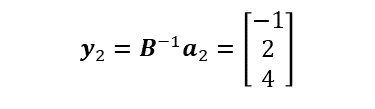 y₂ = B⁻¹a₂ = [-1
2
4]